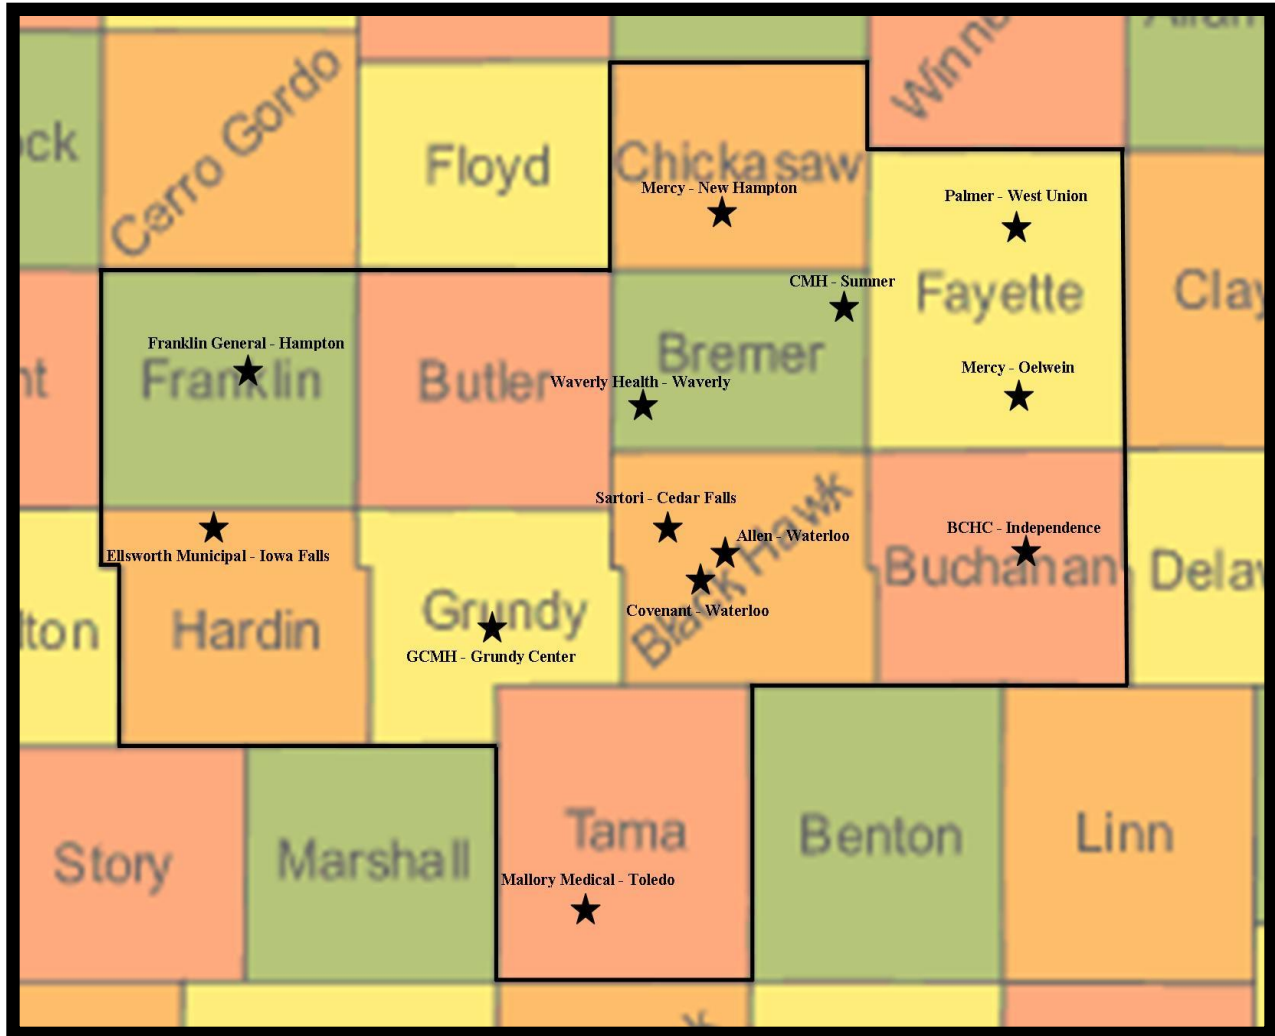 Cerro Gordo
Floyd
Chickasaw
Mercy - New Hampton
Palmer - West Union
CMH - Sumner
Fayette
Franklin General - Hampton
Franklin
Butler
Bremer
Waverly Health - Waverly
Mercy - Oelwein
Sartori - Cedar Falls
Allen - Waterloo
Black Hawk
Covenant - Waterloo
BCHC - Independence
Buchanan
Ellsworth Municipal - Iowa Falls
Hardin
Grundy
GCMH - Grundy Center
Story
Marshall
Tama
Mallory Medical - Toledo
Benton
Linn